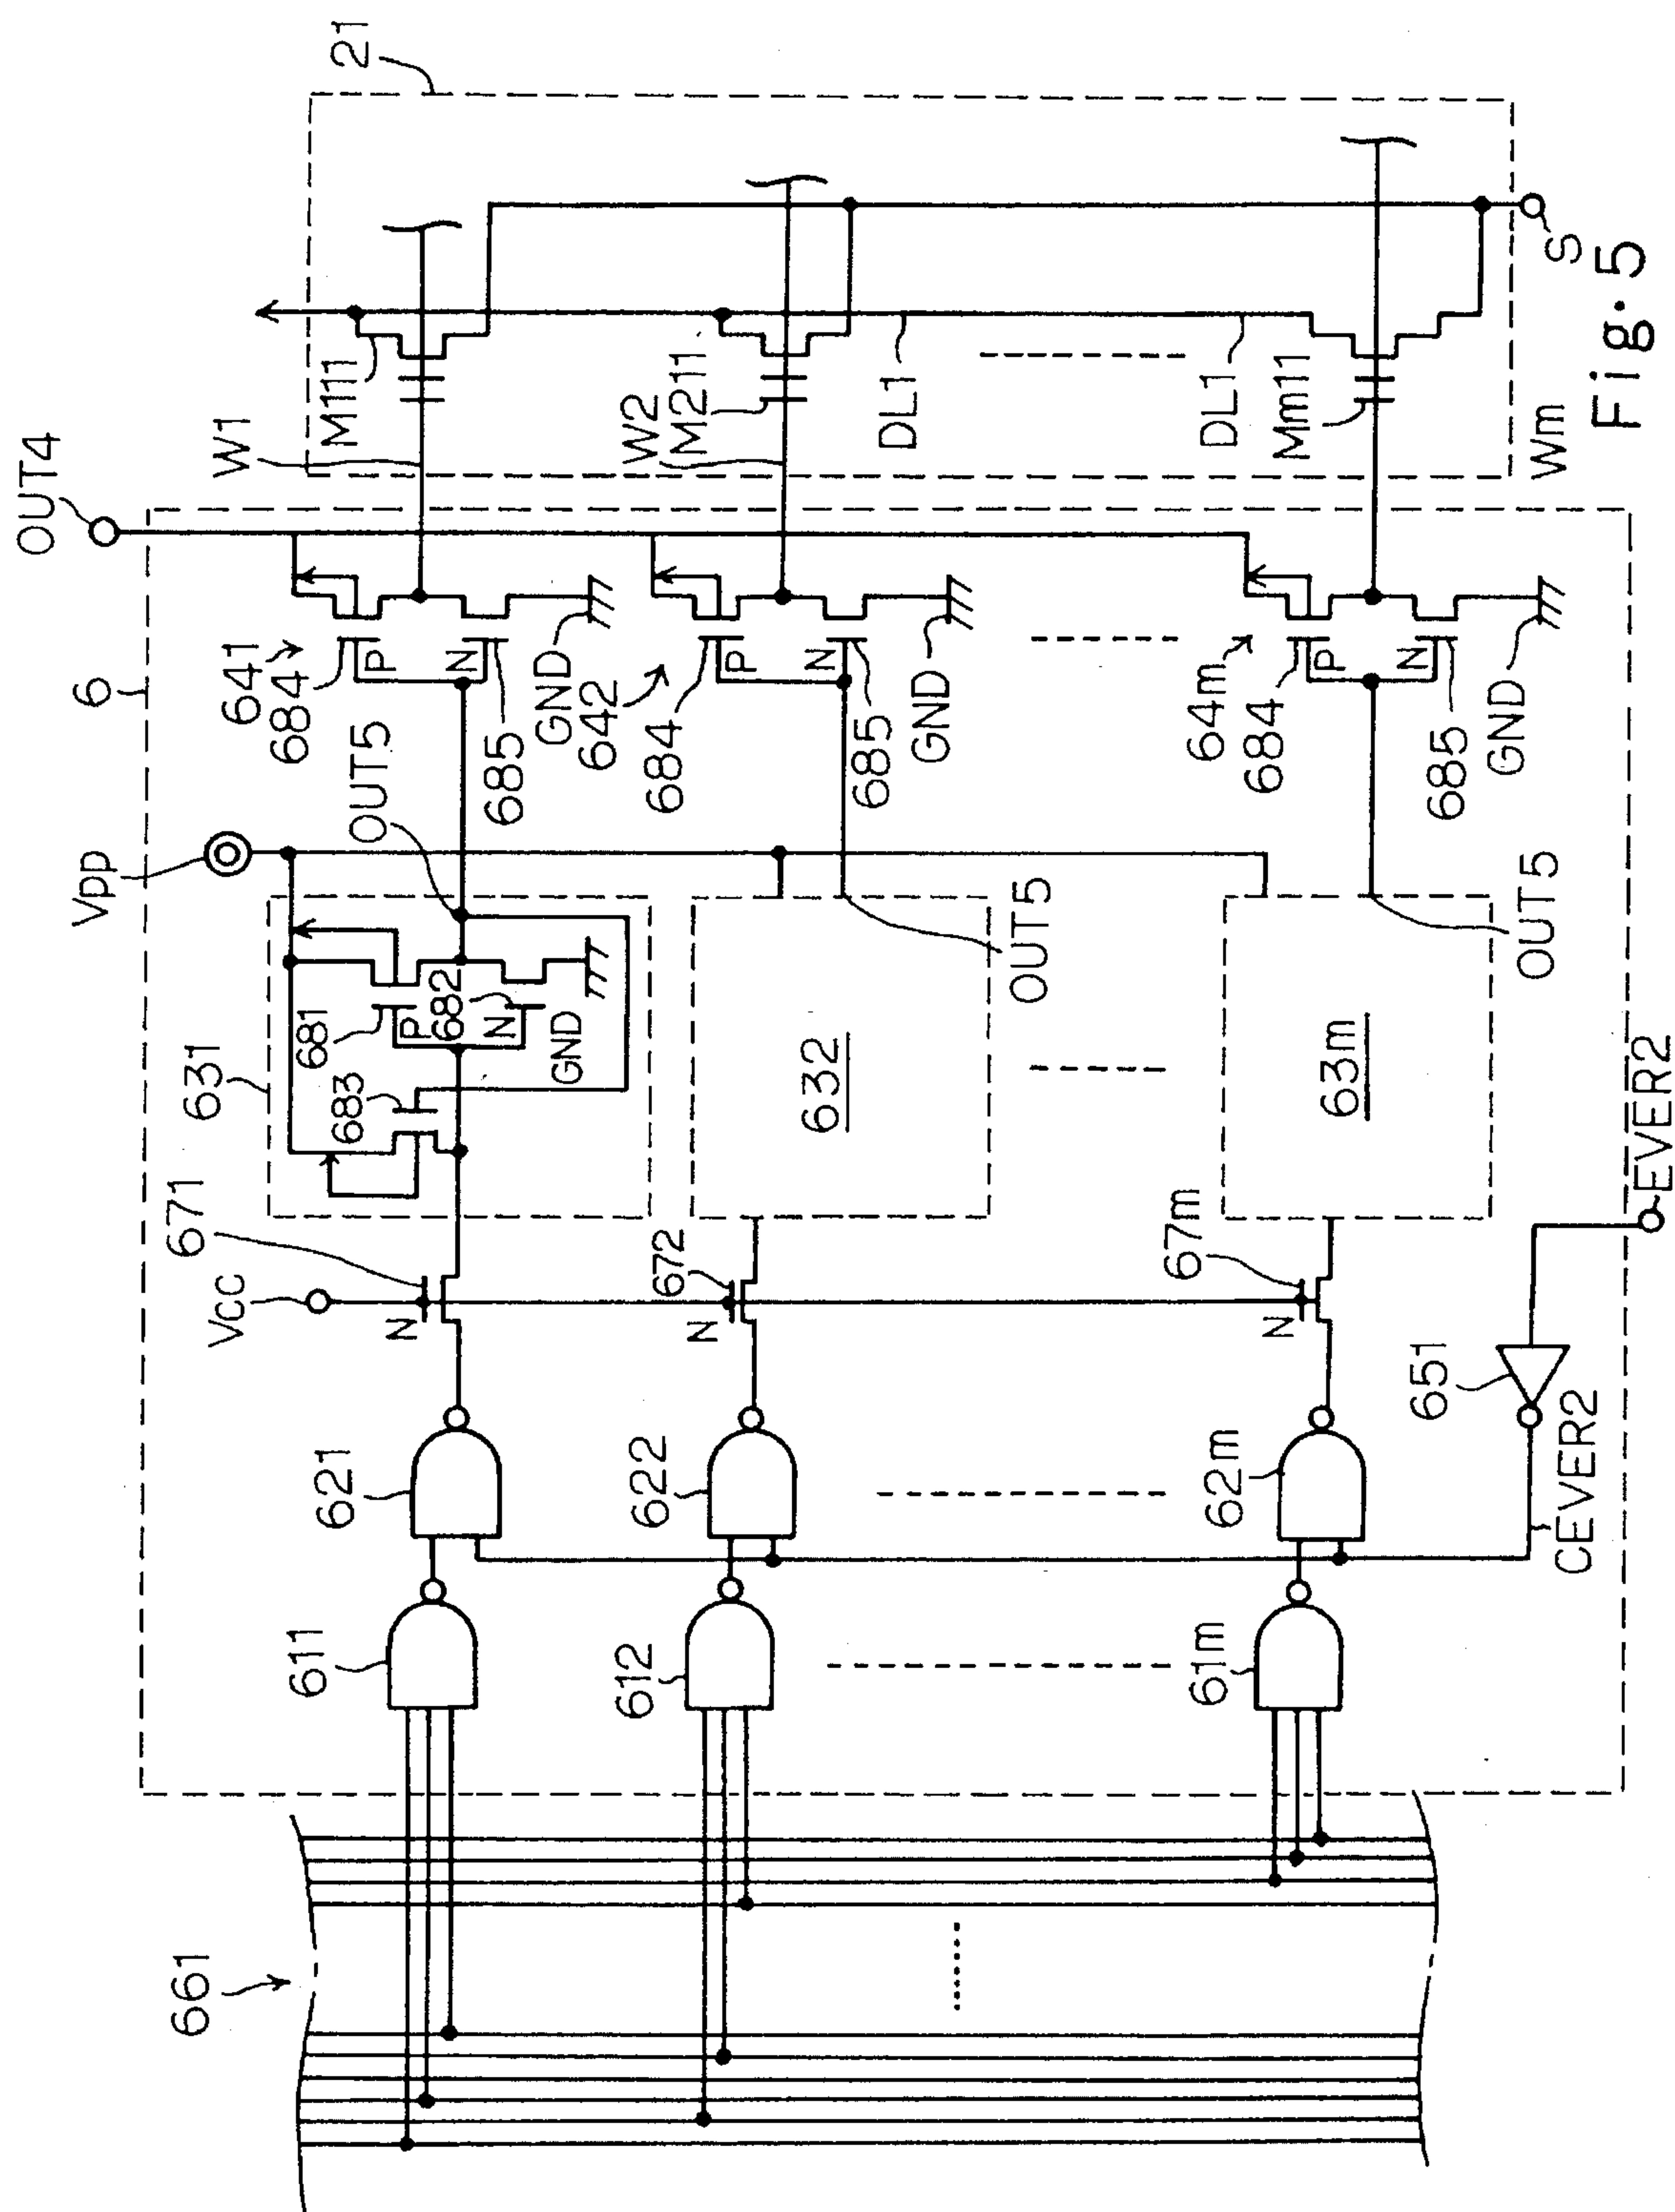 OUT4
W1
21
M111
W2
M211
DL1
DL1
Mm11
Wm
S
Fig. 5
6
Vpp
641
684
P
N
OUT5
685
GND
642
684
P
N
685
GND
64m
684
P
N
685
GND
631
681
P
682
N
GND
683
632
OUT5
63m
OUT5
671
Vcc
N
672
N
67m
N
EVER2
651
CEVER2
621
622
62m
611
612
61m
661